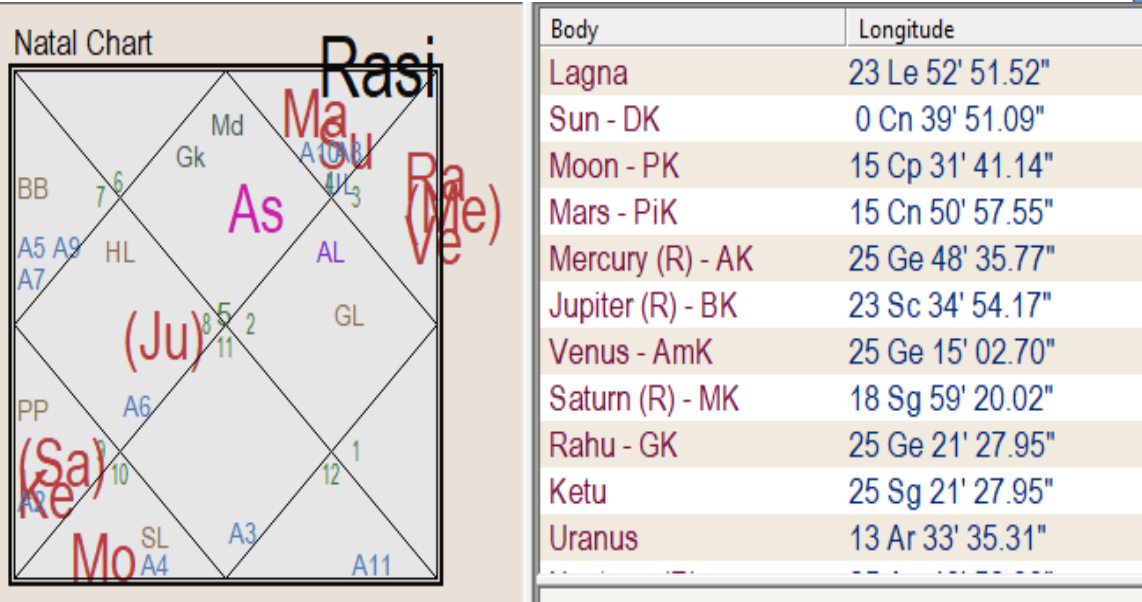 Natal Chart
Rasi
Md
Ma
Su
Gk
A10 A8
Ra
BB
6
7
4
UL
3
(Me)
As
Ve
A5 A9
HL
AL
A7
5
GL
(Ju)
8
2
11
PP
A6
(Sa)
9
1
10
12
Ke
A2
Mo
SL
A3
A4
A11
Body Longitude
Lagna 23 Le 52' 51.52"
Sun - DK 0 Cn 39' 51.09"
Moon - PK 15 Cp 31' 41.14"
Mars - PiK 15 Cn 50' 57.55"
Mercury (R) - AK 25 Ge 48' 35.77"
Jupiter (R) - BK 23 Sc 34' 54.17"
Venus - AmK 25 Ge 15' 02.70"
Saturn (R) - MK 18 Sg 59' 20.02"
Rahu - GK 25 Ge 21' 27.95"
Ketu 25 Sg 21' 27.95"
Uranus 13 Ar 33' 35.31"